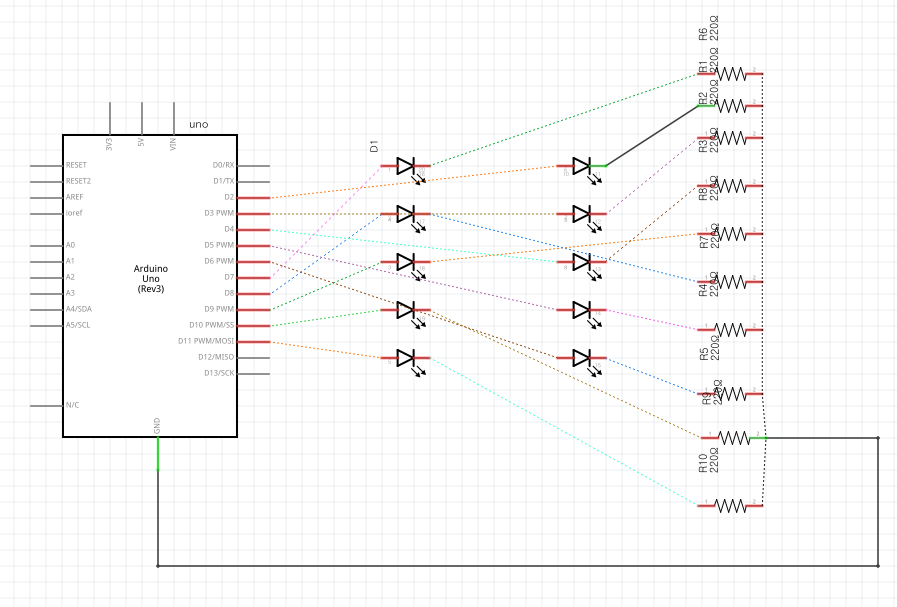 uno
3V3
5V
VIN
RESET
RESET2
AREF
ioref
A0
A1
A2
A3
A4/SDA
A5/SCL
N/C
D0/RX
D1/TX
D2
D3 PWM
D4
D5 PWM
D6 PWM
D7
D8
D9 PWM
D10 PWM/SS
D11 PWM/MOSI
D12/MISO
D13/SCK
GND
Arduino
Uno
(Rev3)
D1
R6
220Ω
R1
220Ω
R2
220Ω
R3
220Ω
R8
220Ω
R7
220Ω
R4
220Ω
R5
220Ω
R9
220Ω
R10
220Ω